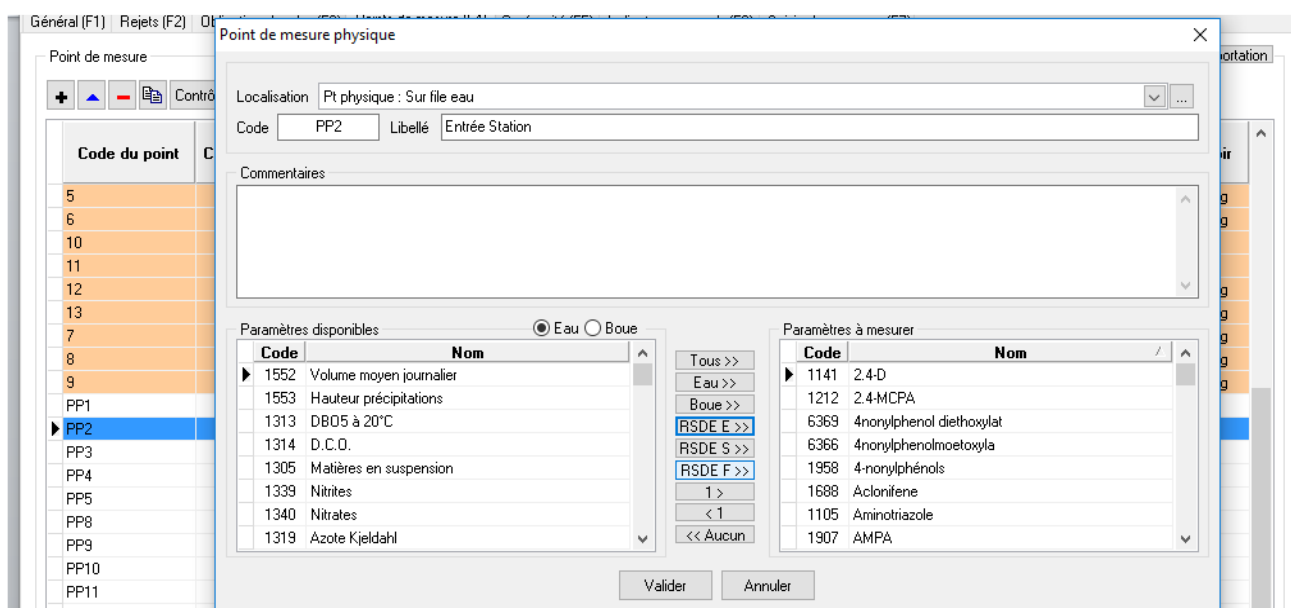 Général (F1) Rejets (F2)
Point de mesure physique
Point de mesure
Contrô
Localisation Pt physique : Sur file eau ...
Code PP2 Libellé Entrée Station
Commentaires
Code du point
5
6
10
11
12
13
7
8
9
PP1
PP2
PP3
PP4
PP5
PP8
PP9
PP10
PP11
Paramètres disponibles Eau Boue
Code Nom
1552 Volume moyen journalier
1553 Hauteur précipitations
1313 DBO5 à 20°C
1314 D.C.O.
1305 Matières en suspension
1339 Nitrites
1340 Nitrates
1319 Azote Kjeldahl
Tous >>
Eau >>
Boue >>
RSDE E >>
RSDE S >>
RSDE F >>
1 >
< 1
<< Aucun
Paramètres à mesurer
Code Nom
1141 2.4-D
1212 2.4-MCPA
6369 4nonylphenol diethoxylat
6366 4nonylphenolmoetoxyla
1958 4-nonylphénols
1688 Aclonifene
1105 Aminotriazole
1907 AMPA
Valider Annuler